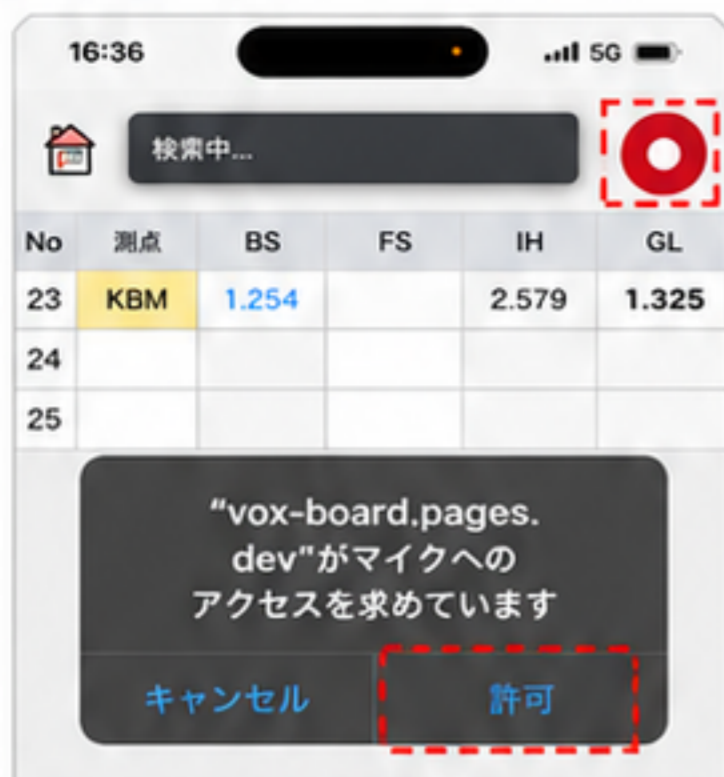 16:36 5G
検索中...
No 測点 BS FS IH GL
23 KBM 1.254 2.579 1.325
24
25
“vox-board.pages.
dev"がマイクへの
アクセスを求めています
キャンセル 許可